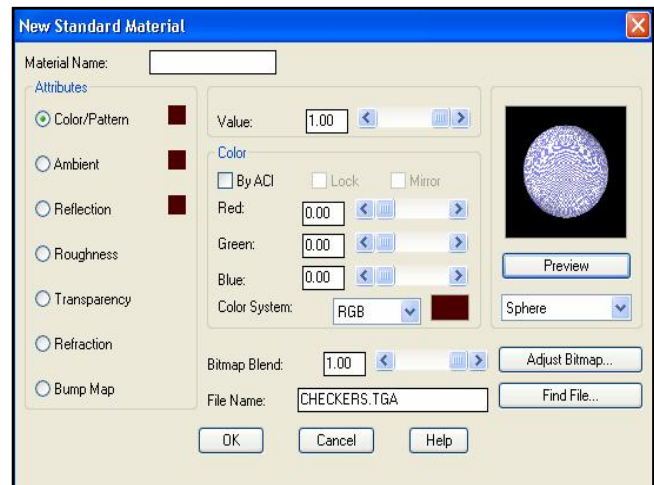 New Standard Material
Material Name:
Attributes
Color/Pattern
Ambient
Reflection
Roughness
Transparency
Refraction
Bump Map
Value: 1.00
Color
By ACI Lock Mirror
Red: 0.00
Green: 0.00
Blue: 0.00
Color System: RGB
Bitmap Blend: 1.00
File Name: CHECKERS.TGA
Preview
Sphere
Adjust Bitmap...
Find File...
OK Cancel Help